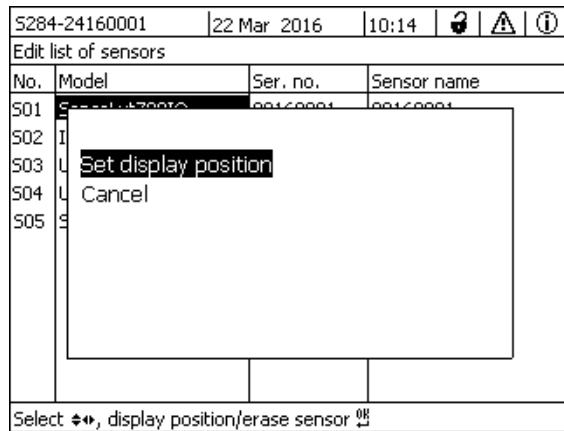 S284-24160001 22 Mar 2016 10:14
Edit list of sensors
No. Model Ser. no. Sensor name
S01
S02
S03
S04
S05
Set display position
Cancel
Select, display position/erase sensor OK